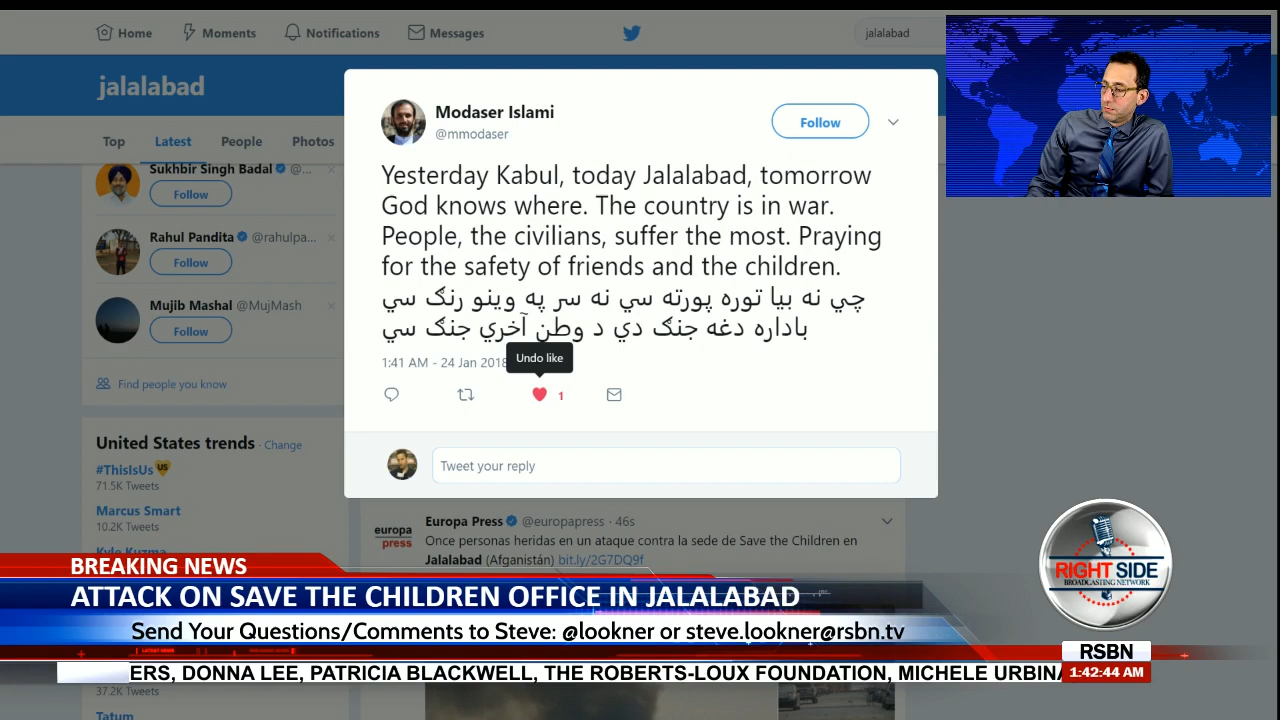 Home
Moments
Notifications
Messages
jalalabad
jalalabad
Top
Latest
People
Photos
Sukhbir Singh Badal @...
Follow
Rahul Pandita @rahulpa...
Follow
Mujib Mashal @MujMash
Follow
Find people you know
United States trends · Change
#ThisIsUs
US
71.5K Tweets
Marcus Smart
10.2K Tweets
Kyle Kuzma
37.2K Tweets
Tatum
Modaser Islami
@mmodaser
Follow
Yesterday Kabul, today Jalalabad, tomorrow
God knows where. The country is in war.
People, the civilians, suffer the most. Praying
for the safety of friends and the children.
چي نه بيا توره پورته سي نه سر په وينو رنګ سي
باداره دغه جنګ دي د وطن آخري جنګ سي
1:41 AM - 24 Jan 2018
Undo like
1
Tweet your reply
europa
press
Europa Press @europapress · 46s
Once personas heridas en un ataque contra la sede de Save the Children en
Jalalabad (Afganistán) bit.ly/2G7DQ9f
BREAKING NEWS
ATTACK ON SAVE THE CHILDREN OFFICE IN JALALABAD
Send Your Questions/Comments to Steve: @lookner or steve.lookner@rsbn.tv
RIGHT SIDE
BROADCASTING NETWORK
RSBN
1:42:44 AM
ERS, DONNA LEE, PATRICIA BLACKWELL, THE ROBERTS-LOUX FOUNDATION, MICHELE URBINA